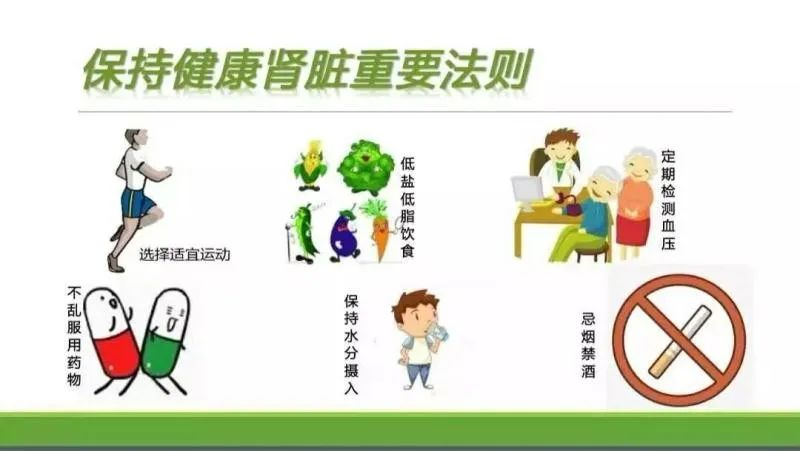 保持健康肾脏重要法则
选择适宜运动
低盐低脂饮食
定期检测血压
不乱服用药物
保持水分摄入
忌烟禁酒